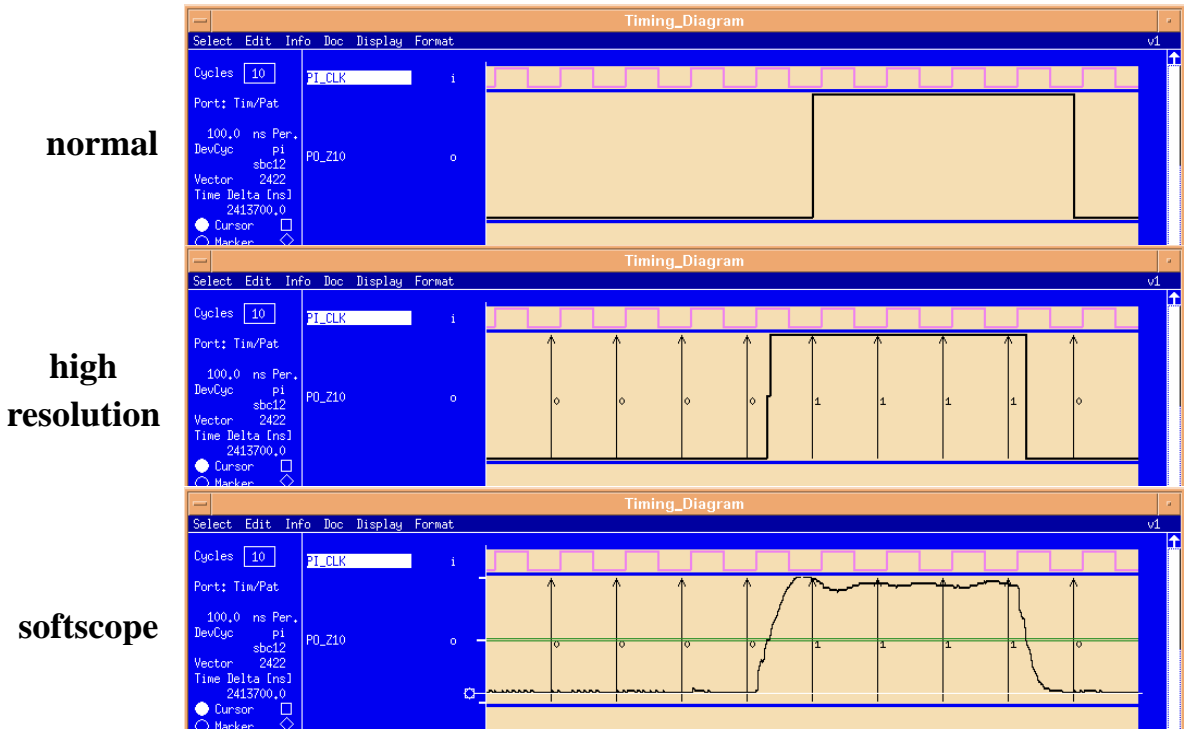 normal
Timing_Diagram
Select Edit Info Doc Display Format v1
Cycles 10
PI_CLK i
Port: Tim/Pat
100.0 ns Per.
DevCyc pi
sbc12
PO_Z10 o
Vector 2422
Time Delta [ns]
2413700.0
Cursor
Marker
high
resolution
Timing_Diagram
Select Edit Info Doc Display Format v1
Cycles 10
PI_CLK i
Port: Tim/Pat
100.0 ns Per.
DevCyc pi
sbc12
PO_Z10 o
0 0 0 0 1 1 1 1 0
Vector 2422
Time Delta [ns]
2413700.0
Cursor
Marker
softscope
Timing_Diagram
Select Edit Info Doc Display Format v1
Cycles 10
PI_CLK i
Port: Tim/Pat
100.0 ns Per.
DevCyc pi
sbc12
PO_Z10 o
0 0 0 0 1 1 1 1 0
Vector 2422
Time Delta [ns]
2413700.0
Cursor
Marker